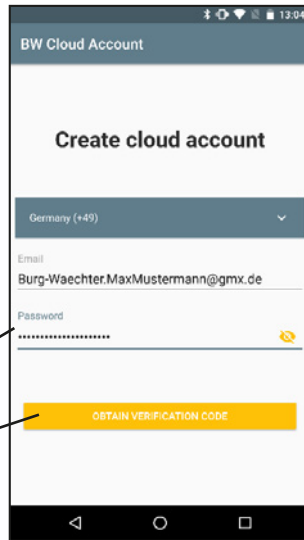 13:04
BW Cloud Account
Create cloud account
Germany (+49)
Email
Burg-Waechter.MaxMustermann@gmx.de
Password
OBTAIN VERIFICATION CODE